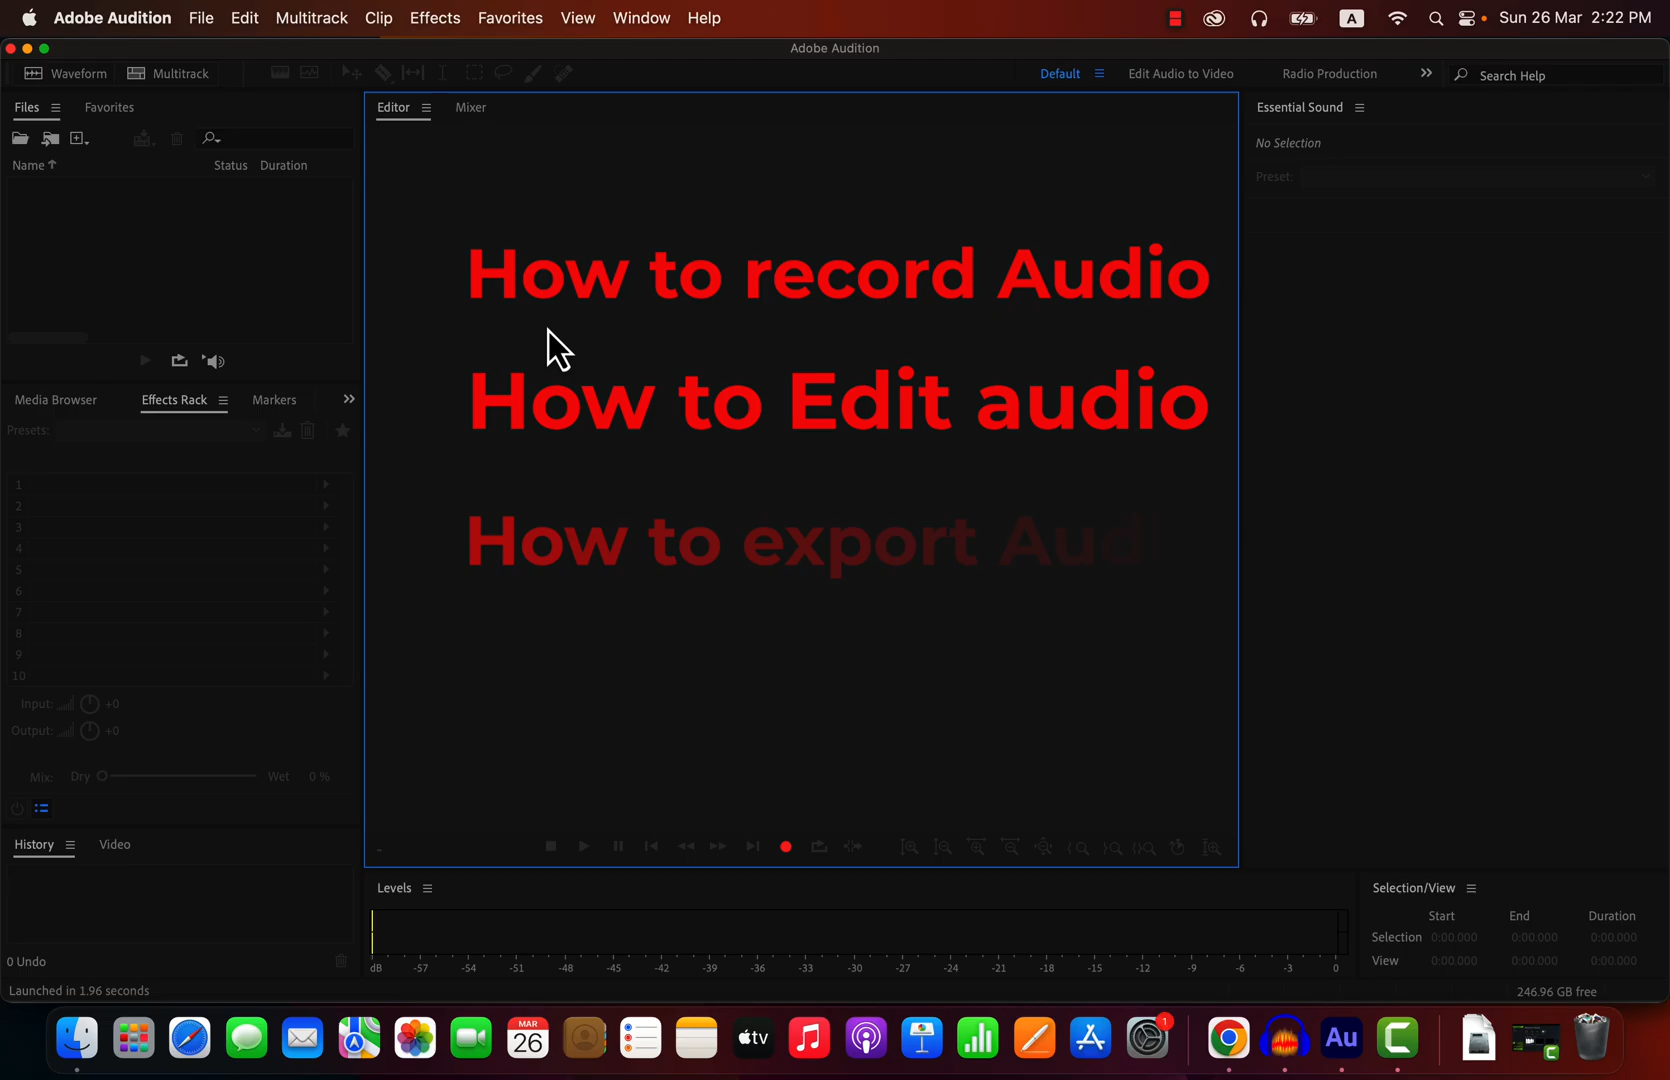 Adobe Audition File Edit Multitrack Clip Effects Favorites View Window Help A Sun 26 Mar 2:22 PM
Adobe Audition
Waveform Multitrack Default Edit Audio to Video Radio Production Search Help
Files Favorites
Name Status Duration
Media Browser Effects Rack Markers
Presets:
1
2
3
4
5
6
7
8
9
10
Input: +0
Output: +0
Mix: Dry Wet 0 %
History Video
0 Undo
Launched in 1.96 seconds
Editor Mixer
How to record Audio
How to Edit audio
How to export Aud
Levels
dB -57 -54 -51 -48 -45 -42 -39 -36 -33 -30 -27 -24 -21 -18 -15 -12 -9 -6 -3 0
Essential Sound
No Selection
Preset:
Selection/View
Start End Duration
Selection 0:00.000 0:00.000 0:00.000
View 0:00.000 0:00.000 0:00.000
246.96 GB free
MAR
26
tv
1
Au
C